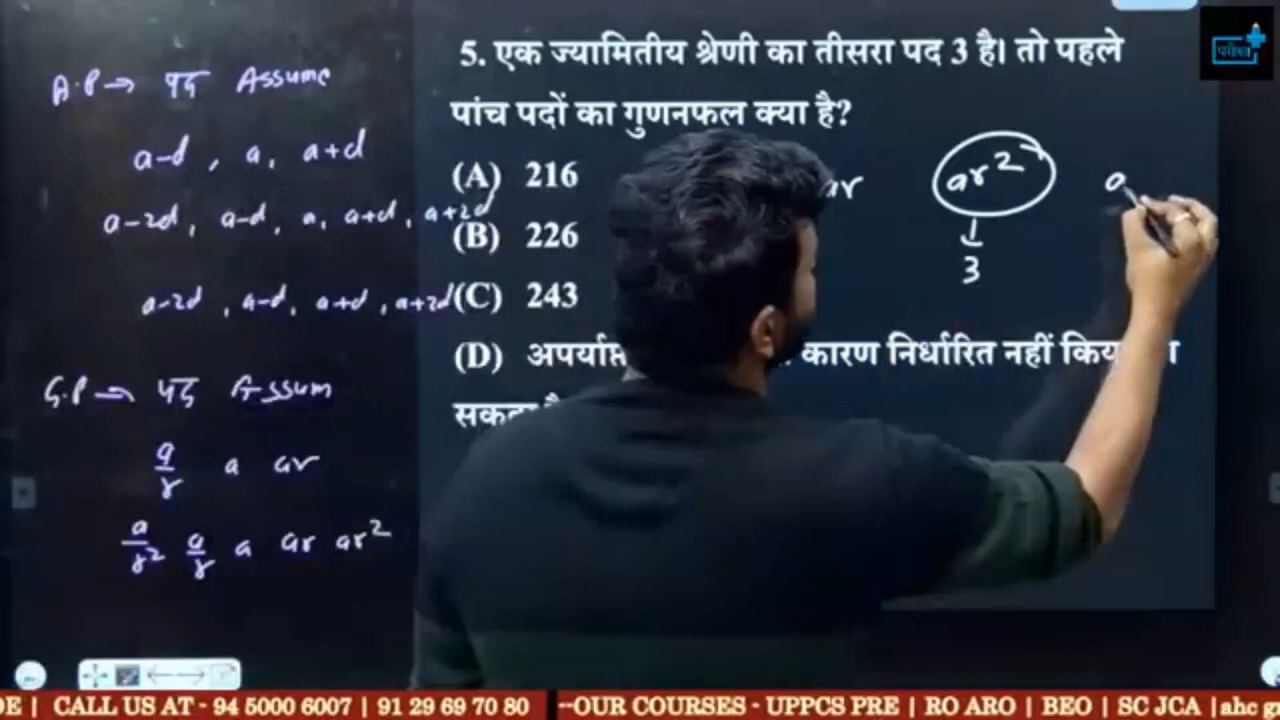 A.P → पद Assume
a-d, a, a+d
a-2d, a-d, a, a+d, a+2d
a-2d, a-d, a+d, a+2d
G.P → पद Assum
a/r a ar
a/r² a/r a ar ar²
5. एक ज्यामितीय श्रेणी का तीसरा पद 3 है। तो पहले
पांच पदों का गुणनफल क्या है?
(A) 216
(B) 226
(C) 243
(D) कारण निर्धारित नहीं
ar ar² a
3
परीक्षा
CALL US AT - 94 5000 6007 | 91 29 69 70 80 --OUR COURSES - UPPCS PRE | RO ARO | BEO | SC JCA |ahc